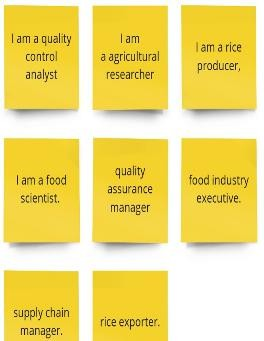 I am a quality
control
analyst
I am
a agricultural
researcher
I am a rice
producer,
I am a food
scientist.
quality
assurance
manager
food industry
executive.
supply chain
manager.
rice exporter.